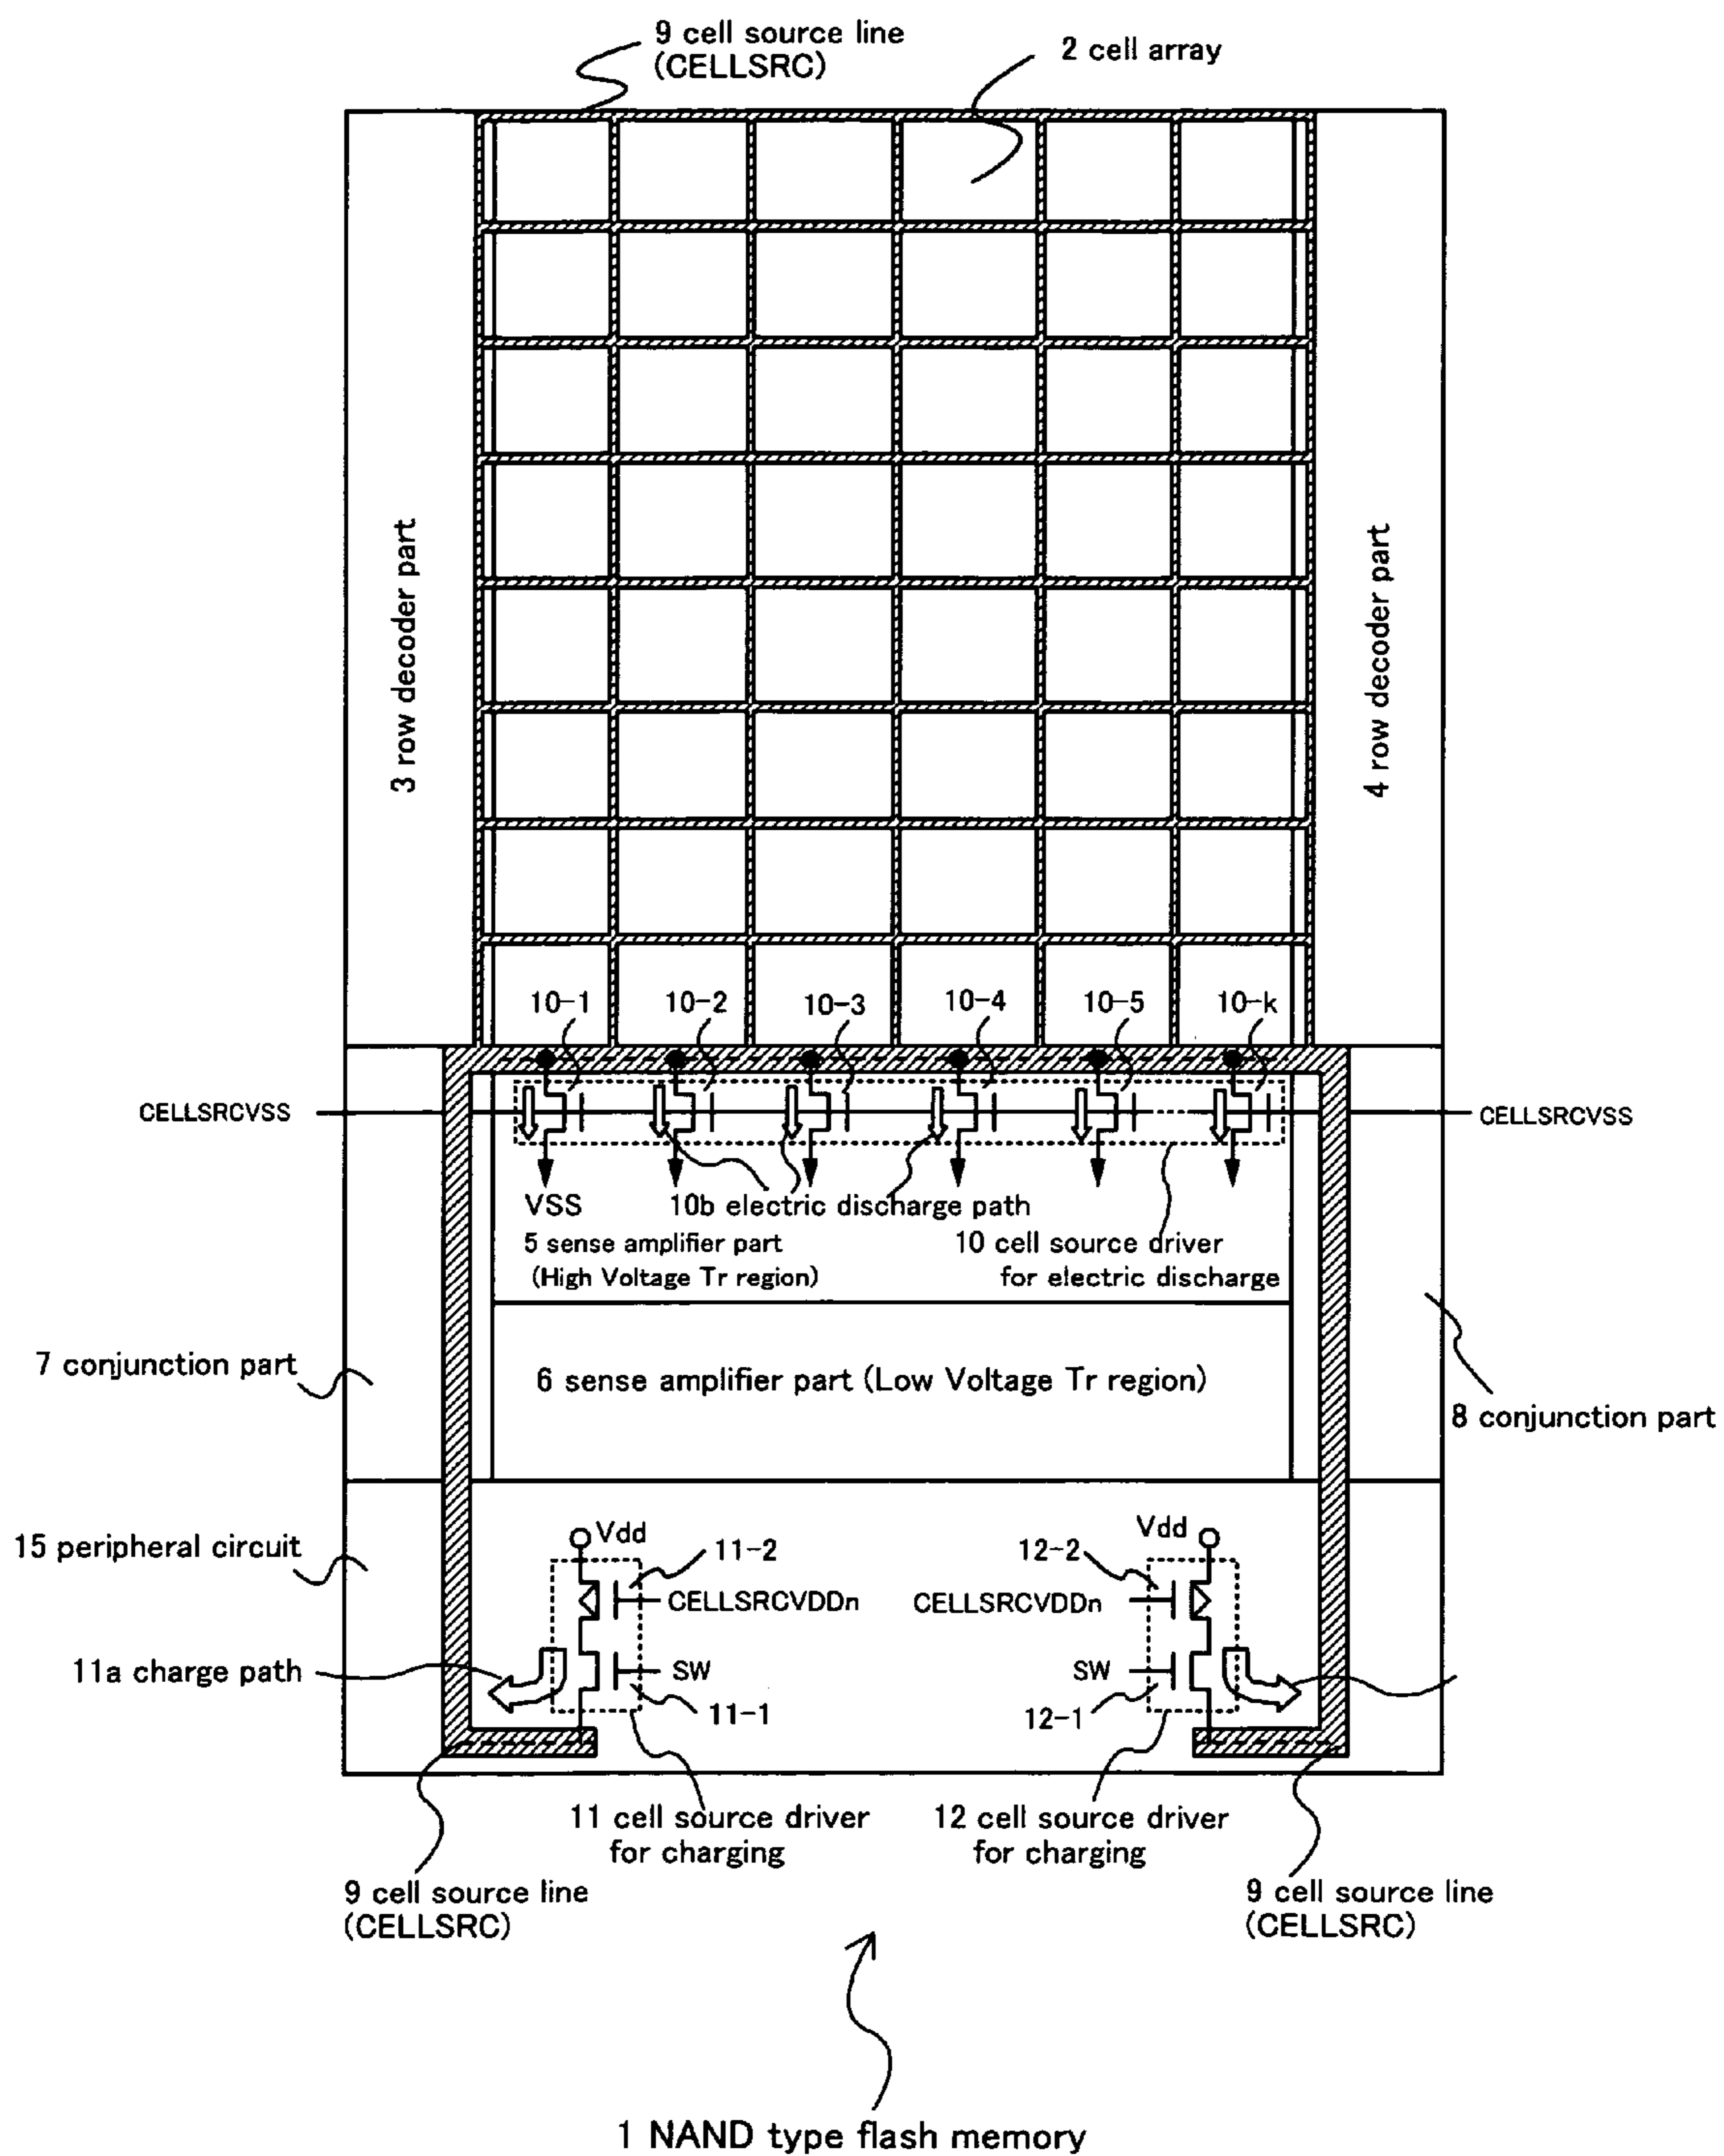 9 cell source line
(CELLSRC)
2 cell array
3 row decoder part
4 row decoder part
10-1
10-2
10-3
10-4
10-5
10-k
CELLSRCVSS
CELLSRCVSS
VSS
10b electric discharge path
5 sense amplifier part
(High Voltage Tr region)
10 cell source driver
for electric discharge
7 conjunction part
6 sense amplifier part (Low Voltage Tr region)
8 conjunction part
15 peripheral circuit
Vdd
11-2
CELLSRCVDDn
SW
11-1
Vdd
12-2
CELLSRCVDDn
SW
12-1
11a charge path
11 cell source driver
for charging
12 cell source driver
for charging
9 cell source line
(CELLSRC)
9 cell source line
(CELLSRC)
1 NAND type flash memory